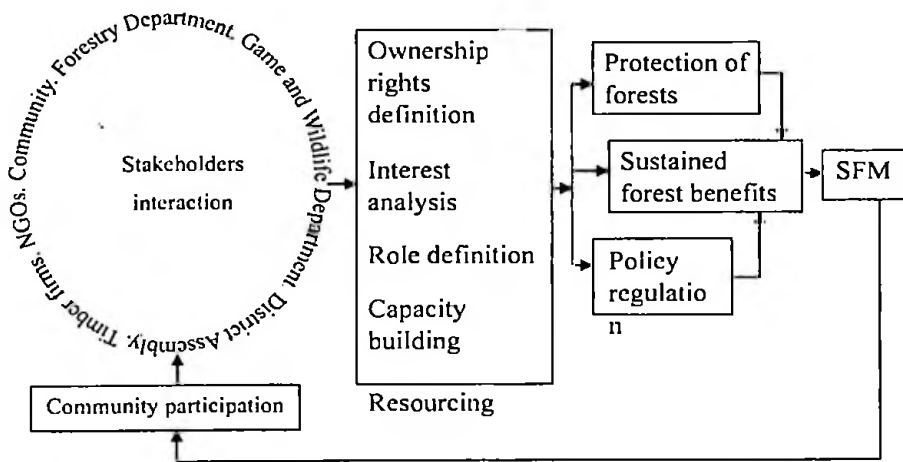 NGOs. Community. Forestry Department. Game and Wildlife Department. District Assembly. Timber firms.
Stakeholders
interaction
Community participation
Ownership
rights
definition
Interest
analysis
Role definition
Capacity
building
Resourcing
Protection of
forests
Sustained
forest benefits
Policy
regulatio
n
SFM